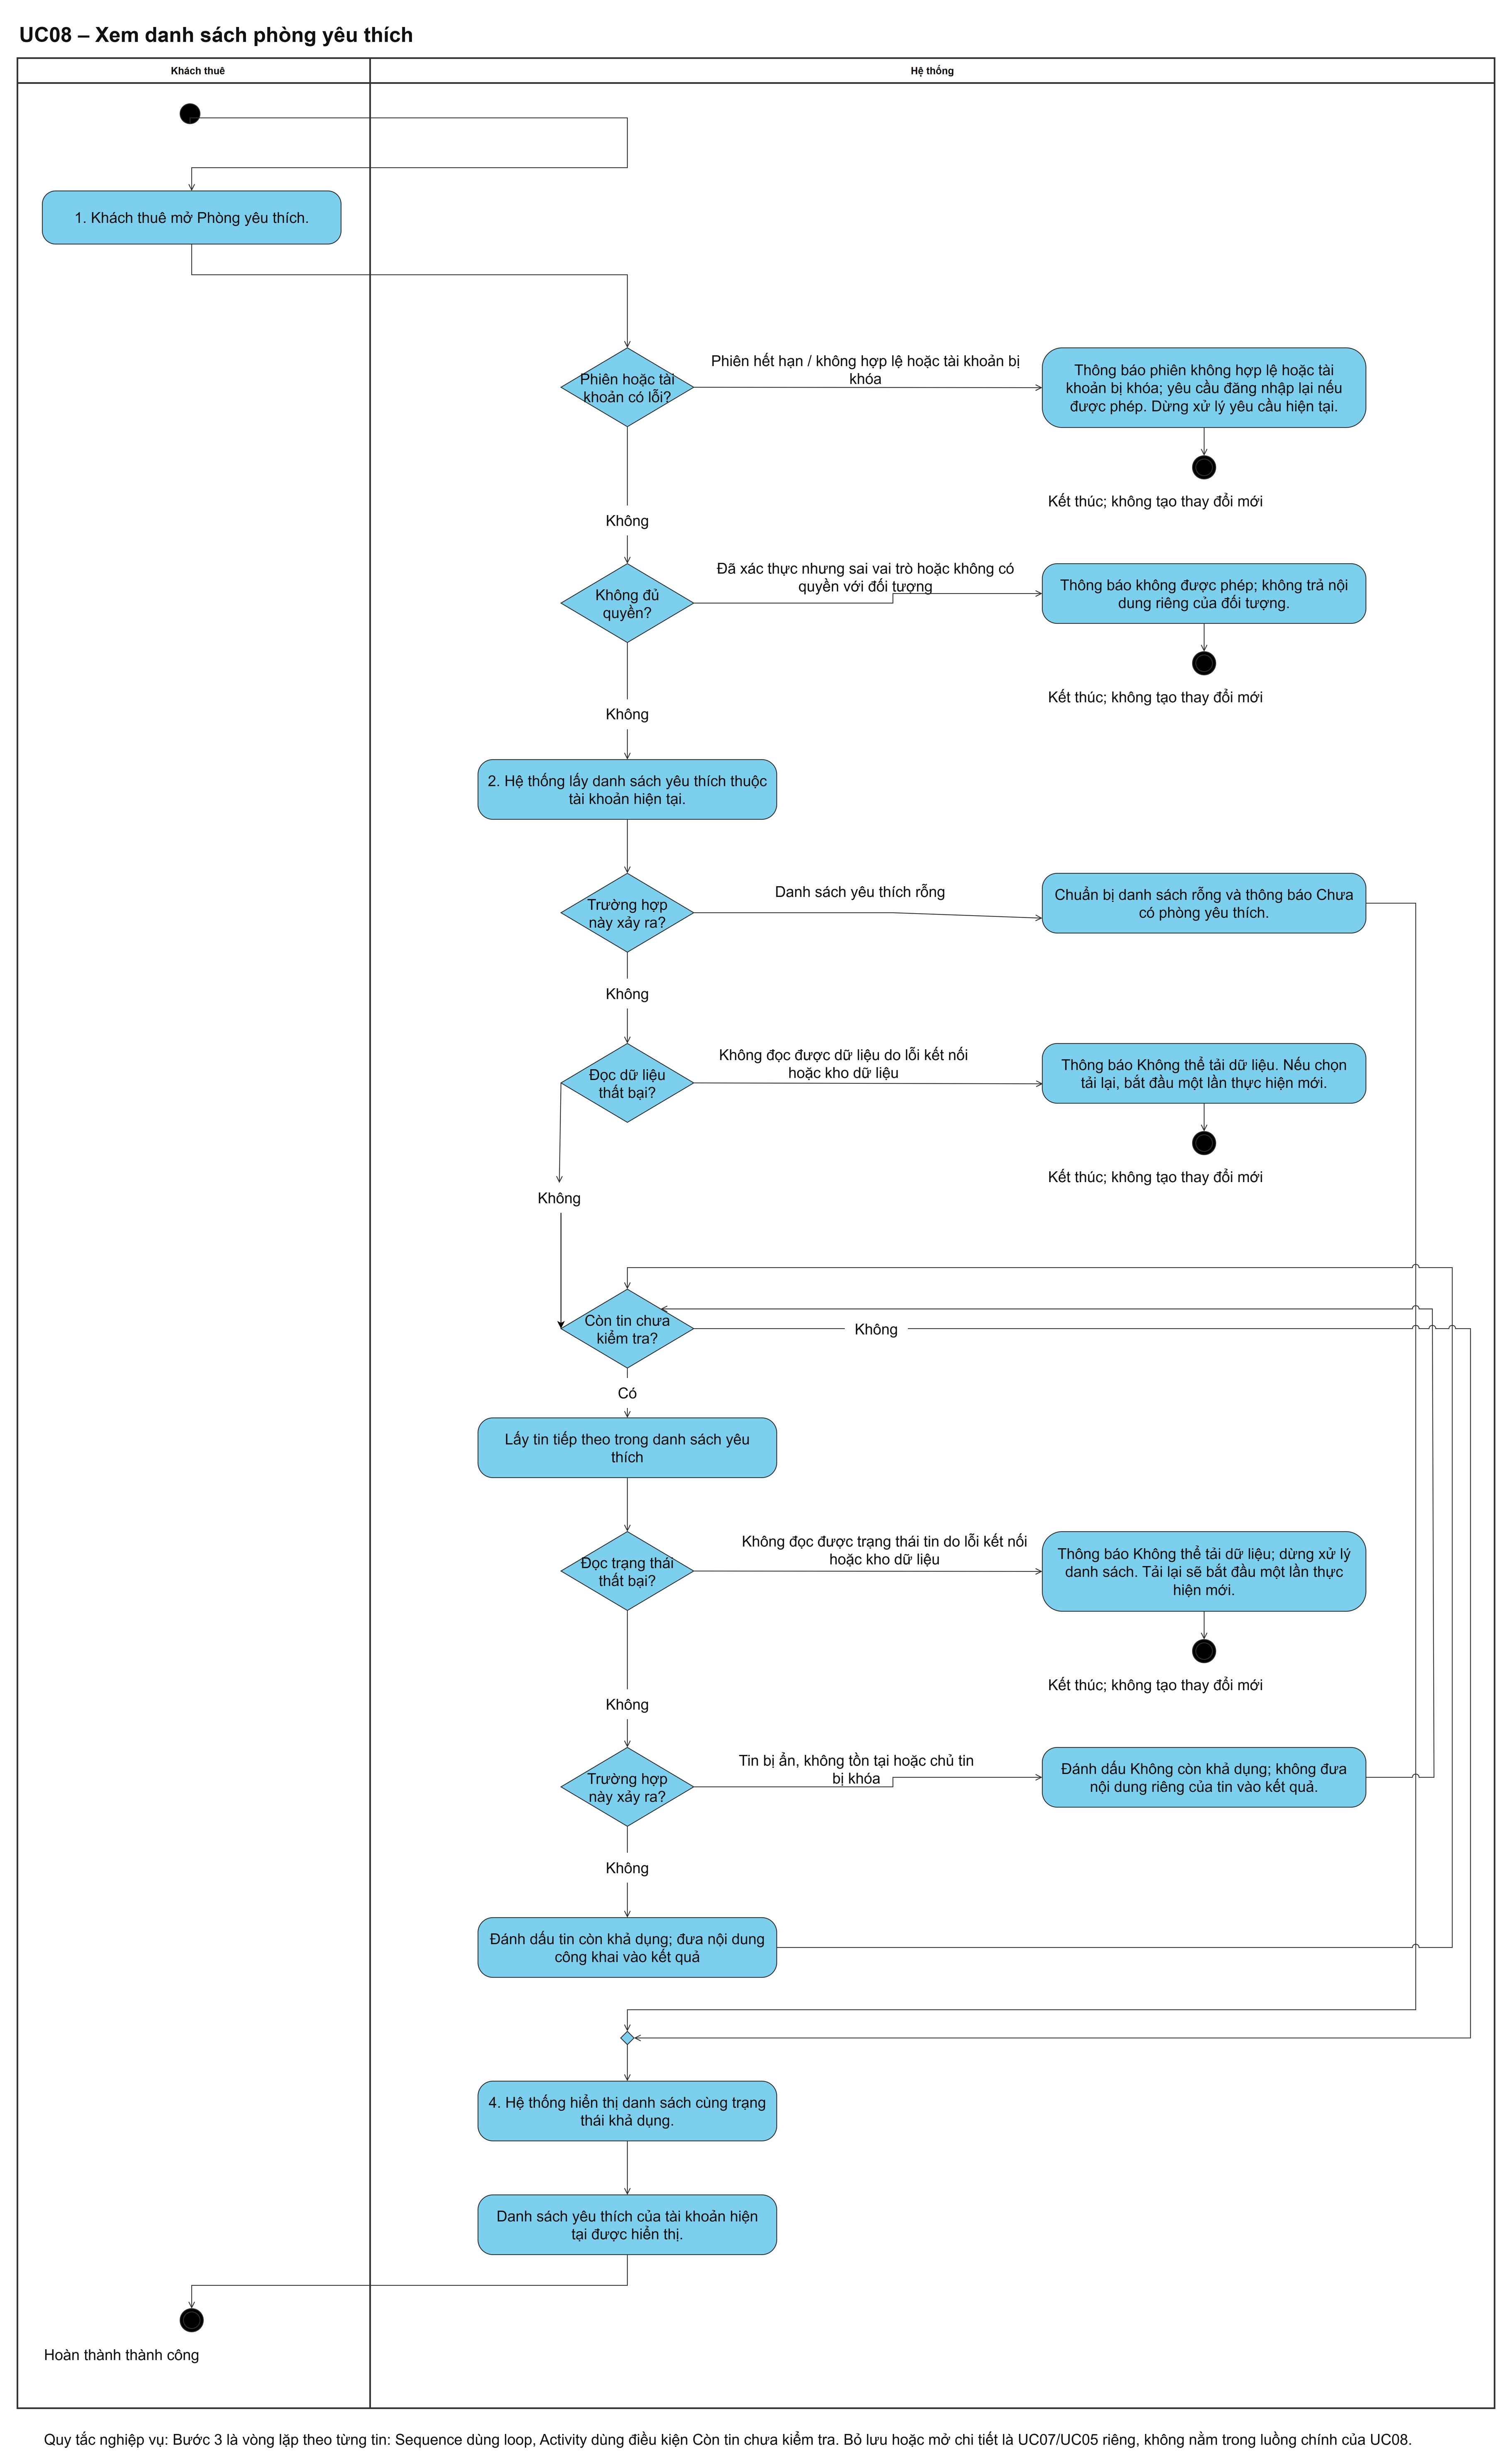 UC08 – Xem danh sách phòng yêu thích
Khách thuê
Hệ thống
1. Khách thuê mở Phòng yêu thích.
Phiên hoặc tài
khoản có lỗi?
Phiên hết hạn / không hợp lệ hoặc tài khoản bị
khóa
Thông báo phiên không hợp lệ hoặc tài
khoản bị khóa; yêu cầu đăng nhập lại nếu
được phép. Dừng xử lý yêu cầu hiện tại.
Kết thúc; không tạo thay đổi mới
Không
Không đủ
quyền?
Đã xác thực nhưng sai vai trò hoặc không có
quyền với đối tượng
Thông báo không được phép; không trả nội
dung riêng của đối tượng.
Kết thúc; không tạo thay đổi mới
Không
2. Hệ thống lấy danh sách yêu thích thuộc
tài khoản hiện tại.
Trường hợp
này xảy ra?
Danh sách yêu thích rỗng
Chuẩn bị danh sách rỗng và thông báo Chưa
có phòng yêu thích.
Không
Đọc dữ liệu
thất bại?
Không đọc được dữ liệu do lỗi kết nối
hoặc kho dữ liệu
Thông báo Không thể tải dữ liệu. Nếu chọn
tải lại, bắt đầu một lần thực hiện mới.
Kết thúc; không tạo thay đổi mới
Không
Còn tin chưa
kiểm tra?
Không
Có
Lấy tin tiếp theo trong danh sách yêu
thích
Đọc trạng thái
thất bại?
Không đọc được trạng thái tin do lỗi kết nối
hoặc kho dữ liệu
Thông báo Không thể tải dữ liệu; dừng xử lý
danh sách. Tải lại sẽ bắt đầu một lần thực
hiện mới.
Kết thúc; không tạo thay đổi mới
Không
Trường hợp
này xảy ra?
Tin bị ẩn, không tồn tại hoặc chủ tin
bị khóa
Đánh dấu Không còn khả dụng; không đưa
nội dung riêng của tin vào kết quả.
Không
Đánh dấu tin còn khả dụng; đưa nội dung
công khai vào kết quả
4. Hệ thống hiển thị danh sách cùng trạng
thái khả dụng.
Danh sách yêu thích của tài khoản hiện
tại được hiển thị.
Hoàn thành thành công
Quy tắc nghiệp vụ: Bước 3 là vòng lặp theo từng tin: Sequence dùng loop, Activity dùng điều kiện Còn tin chưa kiểm tra. Bỏ lưu hoặc mở chi tiết là UC07/UC05 riêng, không nằm trong luồng chính của UC08.